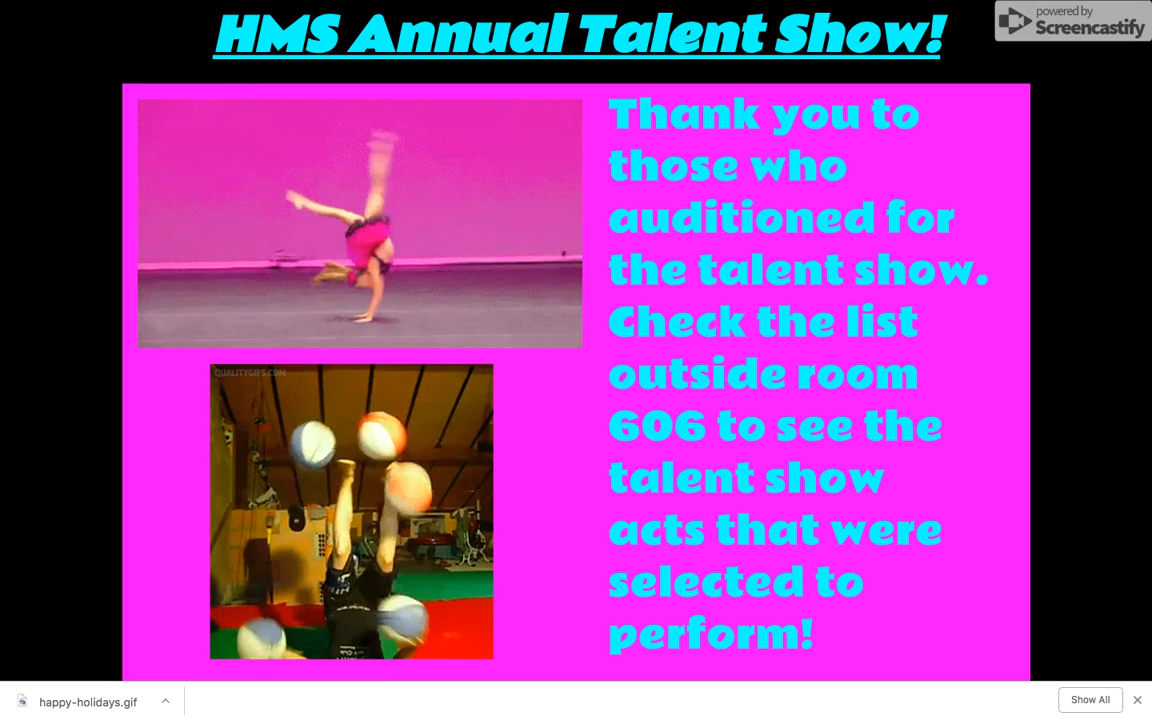 HMS Annual Talent Show!
powered by
Screencastify
Thank you to
those who
auditioned for
the talent show.
Check the list
outside room
606 to see the
talent show
acts that were
selected to
perform!
QUALITYGIFS.COM
happy-holidays.gif
Show All